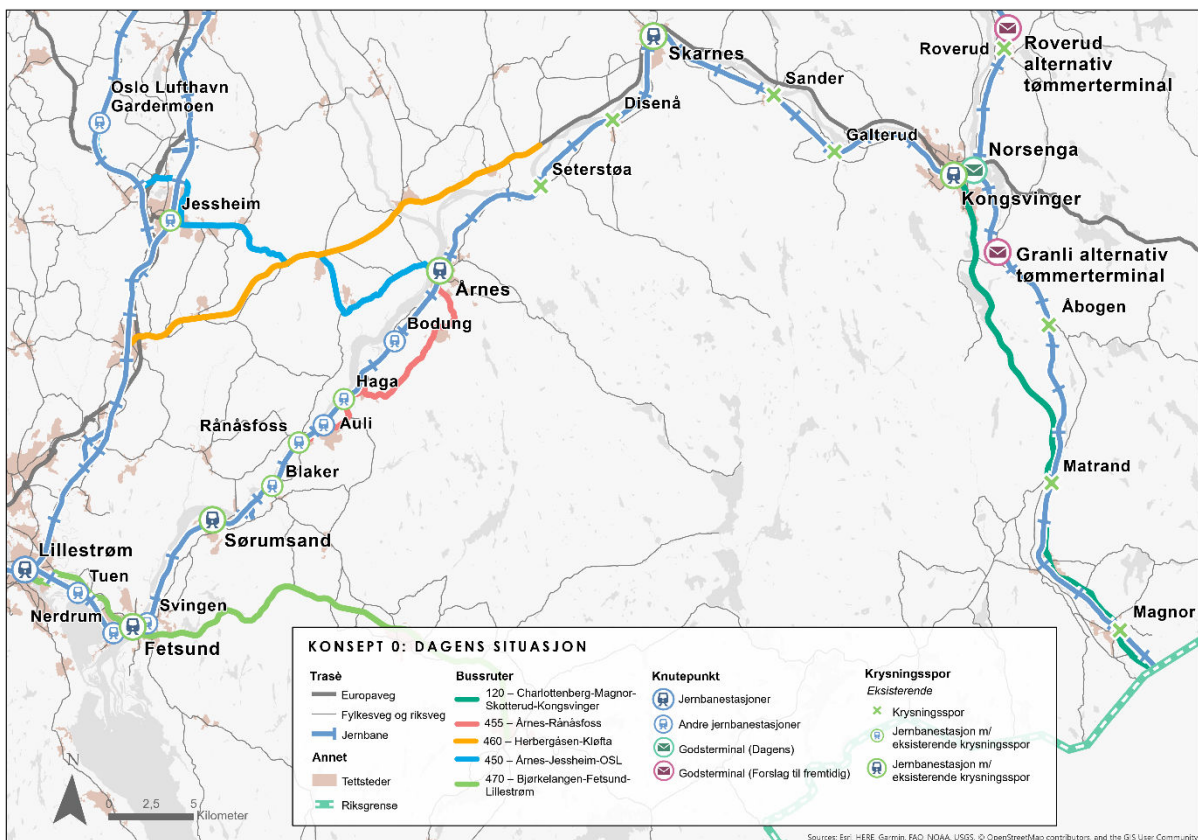 Oslo Lufthavn
Gardermoen
Jessheim
Skarnes
Sander
Disenå
Galterud
Seterstøa
Roverud
Roverud
alternativ
tømmerterminal
Norsenga
Kongsvinger
Granli alternativ
tømmerterminal
Åbogen
Årnes
Bodung
Haga
Auli
Rånåsfoss
Blaker
Sørumsand
Matrand
Magnor
Lillestrøm
Tuen
Nerdrum
Svingen
Fetsund
KONSEPT 0: DAGENS SITUASJON
Trasè
Europaveg
Fylkesveg og riksveg
Jernbane
Annet
Tettsteder
Riksgrense
Bussruter
120 – Charlottenberg-Magnor-
Skotterud-Kongsvinger
455 – Årnes-Rånåsfoss
460 – Herbergåsen-Kløfta
450 – Årnes-Jessheim-OSL
470 – Bjørkelangen-Fetsund-
Lillestrøm
Knutepunkt
Jernbanestasjoner
Andre jernbanestasjoner
Godsterminal (Dagens)
Godsterminal (Forslag til fremtidig)
Krysningsspor
Eksisterende
Krysningsspor
Jernbanestasjon m/
eksisterende krysningsspor
Jernbanestasjon m/
eksisterende krysningsspor
N
0 2,5 5
Kilometer
Sources: Esri, HERE, Garmin, FAO, NOAA, USGS, © OpenStreetMap contributors, and the GIS User Community